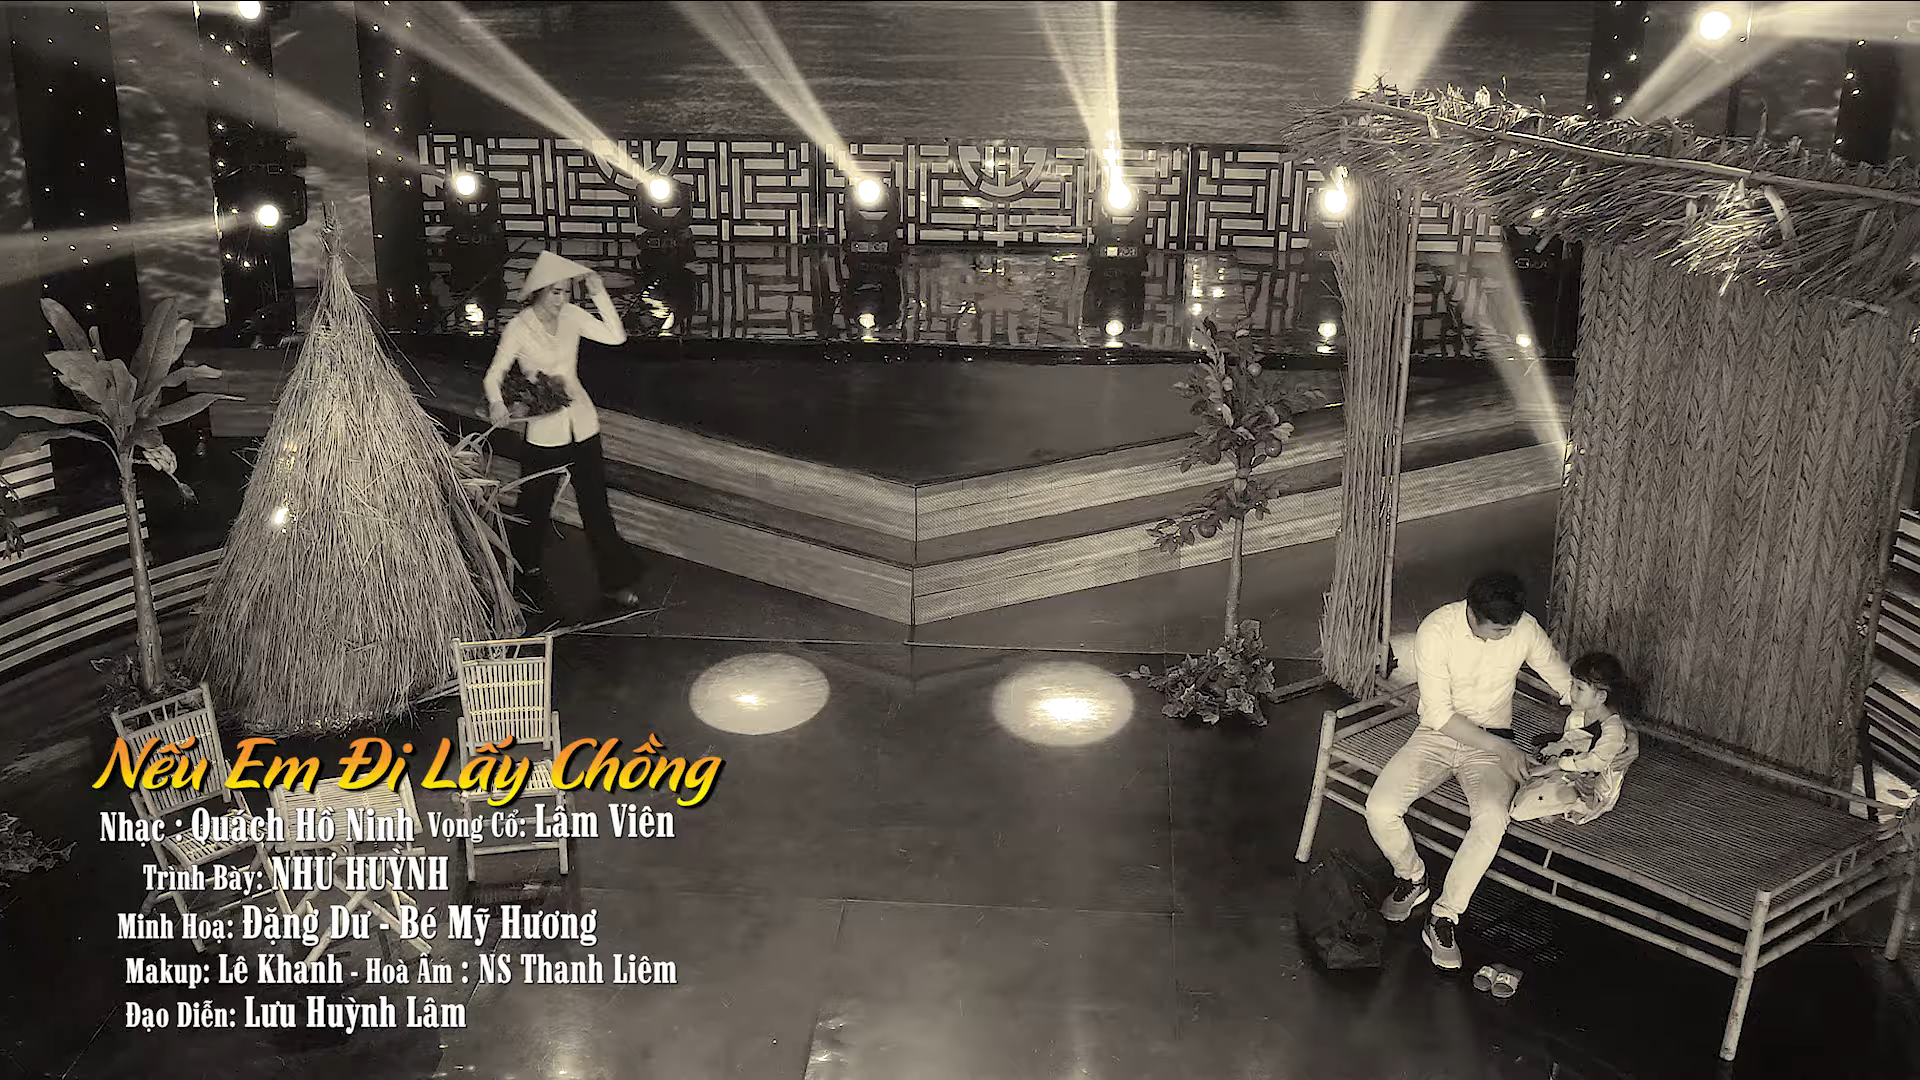 Nếu Em Đi Lấy Chồng
Nhạc : Quách Hồ Ninh Vọng Cổ: Lâm Viên
Trình Bày: NHƯ HUỲNH
Minh Hoạ: Đặng Dư - Bé Mỹ Hương
Makup: Lê Khanh - Hoà Âm : NS Thanh Liêm
Đạo Diễn: Lưu Huỳnh Lâm